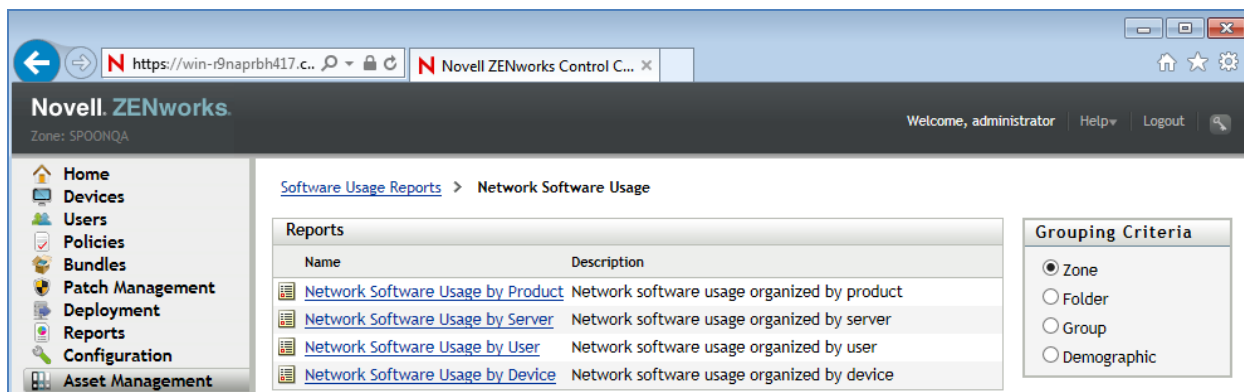 https://win-r9naprbh417.c..
Novell ZENworks Control C...
Novell. ZENworks.
Zone: SPOONQA
Welcome, administrator
Help
Logout
Home
Devices
Users
Policies
Bundles
Patch Management
Deployment
Reports
Configuration
Asset Management
Software Usage Reports > Network Software Usage
Reports
Name Description
Network Software Usage by Product Network software usage organized by product
Network Software Usage by Server Network software usage organized by server
Network Software Usage by User Network software usage organized by user
Network Software Usage by Device Network software usage organized by device
Grouping Criteria
Zone
Folder
Group
Demographic